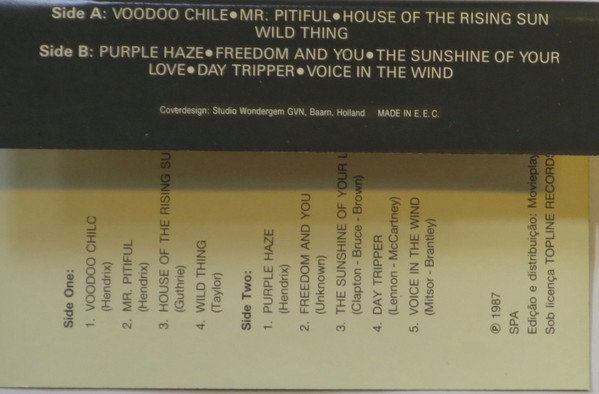 Side A: VOODOO CHILE●MR. PITIFUL●HOUSE OF THE RISING SUN
WILD THING
Side B: PURPLE HAZE●FREEDOM AND YOU●THE SUNSHINE OF YOUR
LOVE●DAY TRIPPER●VOICE IN THE WIND
Coverdesign: Studio Wondergem GVN, Baarn, Holland MADE IN E.E.C.
Side One:
1. VOODOO CHILC
(Hendrix)
2. MR. PITIFUL
(Hendrix)
3. HOUSE OF THE RISING SU
(Guthrie)
4. WILD THING
(Taylor)
Side Two:
1. PURPLE HAZE
(Hendrix)
2. FREEDOM AND YOU
(Unknown)
3. THE SUNSHINE OF YOUR L
(Clapton - Bruce - Brown)
4. DAY TRIPPER
(Lennon - McCartney)
5. VOICE IN THE WIND
(Mitsor - Brantley)
℗ 1987
SPA
Edição e distribuição: Movieplay
Sob licença TOPLINE RECORDS